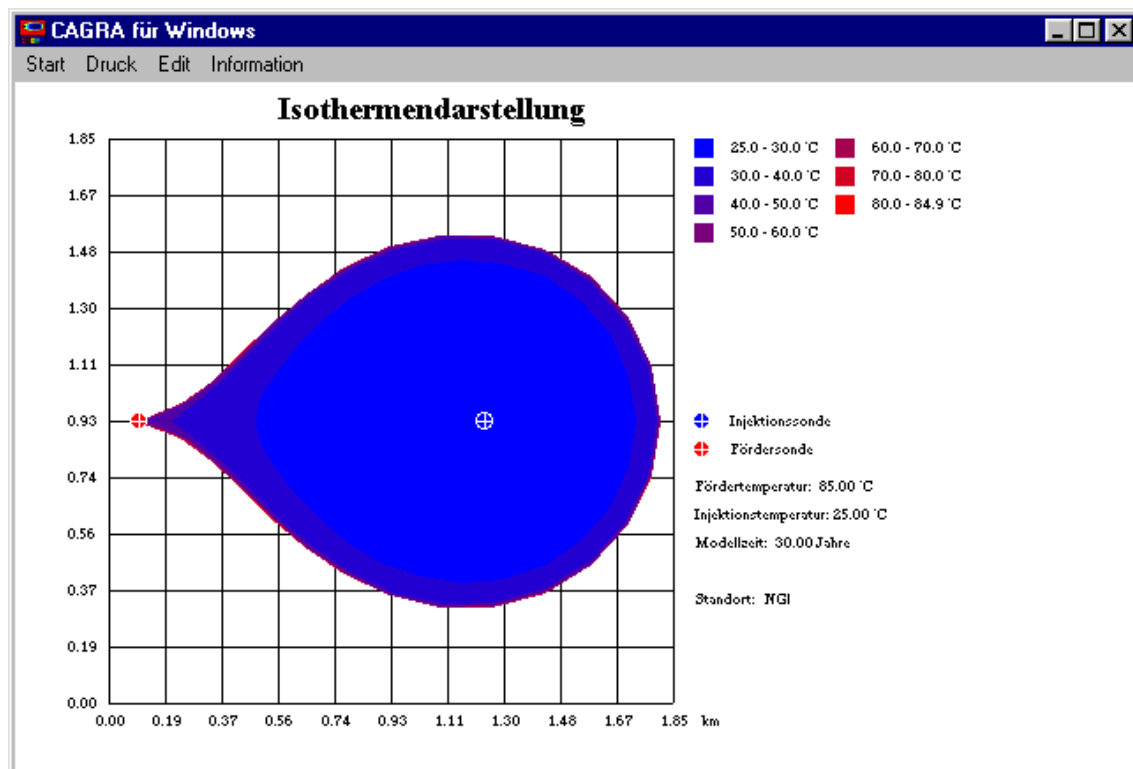 CAGRA für Windows
Start Druck Edit Information
Isothermendarstellung
1.85
1.67
1.48
1.30
1.11
0.93
0.74
0.56
0.37
0.19
0.00
0.00 0.19 0.37 0.56 0.74 0.93 1.11 1.30 1.48 1.67 1.85 km
25.0 - 30.0 °C 60.0 - 70.0 °C
30.0 - 40.0 °C 70.0 - 80.0 °C
40.0 - 50.0 °C 80.0 - 84.9 °C
50.0 - 60.0 °C
Injektionssonde
Fördersonde
Fördertemperatur: 85.00 °C
Injektionstemperatur: 25.00 °C
Modellzeit: 30.00 Jahre
Standort: NG1